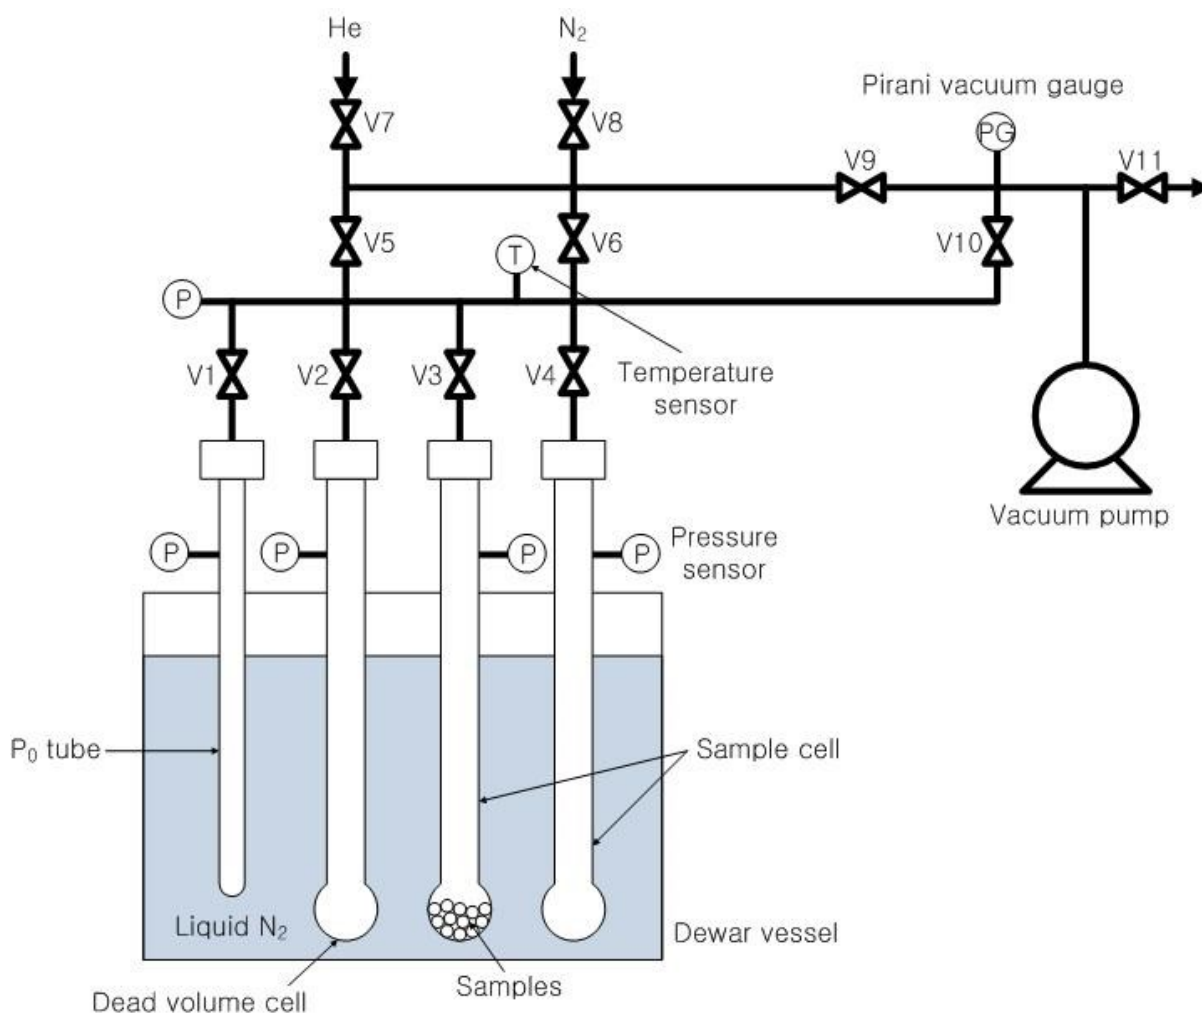 He
N₂
Pirani vacuum gauge
V7
V8
PG
V9
V11
V5
V6
V10
T
P
V1
V2
V3
V4
Temperature
sensor
Vacuum pump
P
P
P
P
Pressure
sensor
P₀ tube
Sample cell
Liquid N₂
Dewar vessel
Samples
Dead volume cell